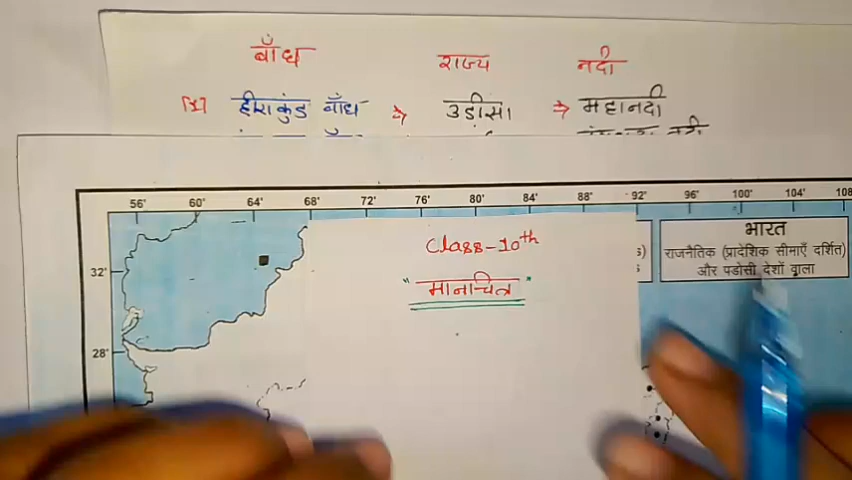 बाँध राज्य नदी
हीराकुंड बाँध ⇒ उड़ीसा ⇒ महानदी
56° 60° 64° 68° 72° 76° 80° 84° 88° 92° 96° 100° 104° 108
Class-10th
"मानचित्र"
भारत
राजनैतिक (प्रादेशिक सीमाएँ दर्शित)
और पडोसी देशों वाला
32°
28°